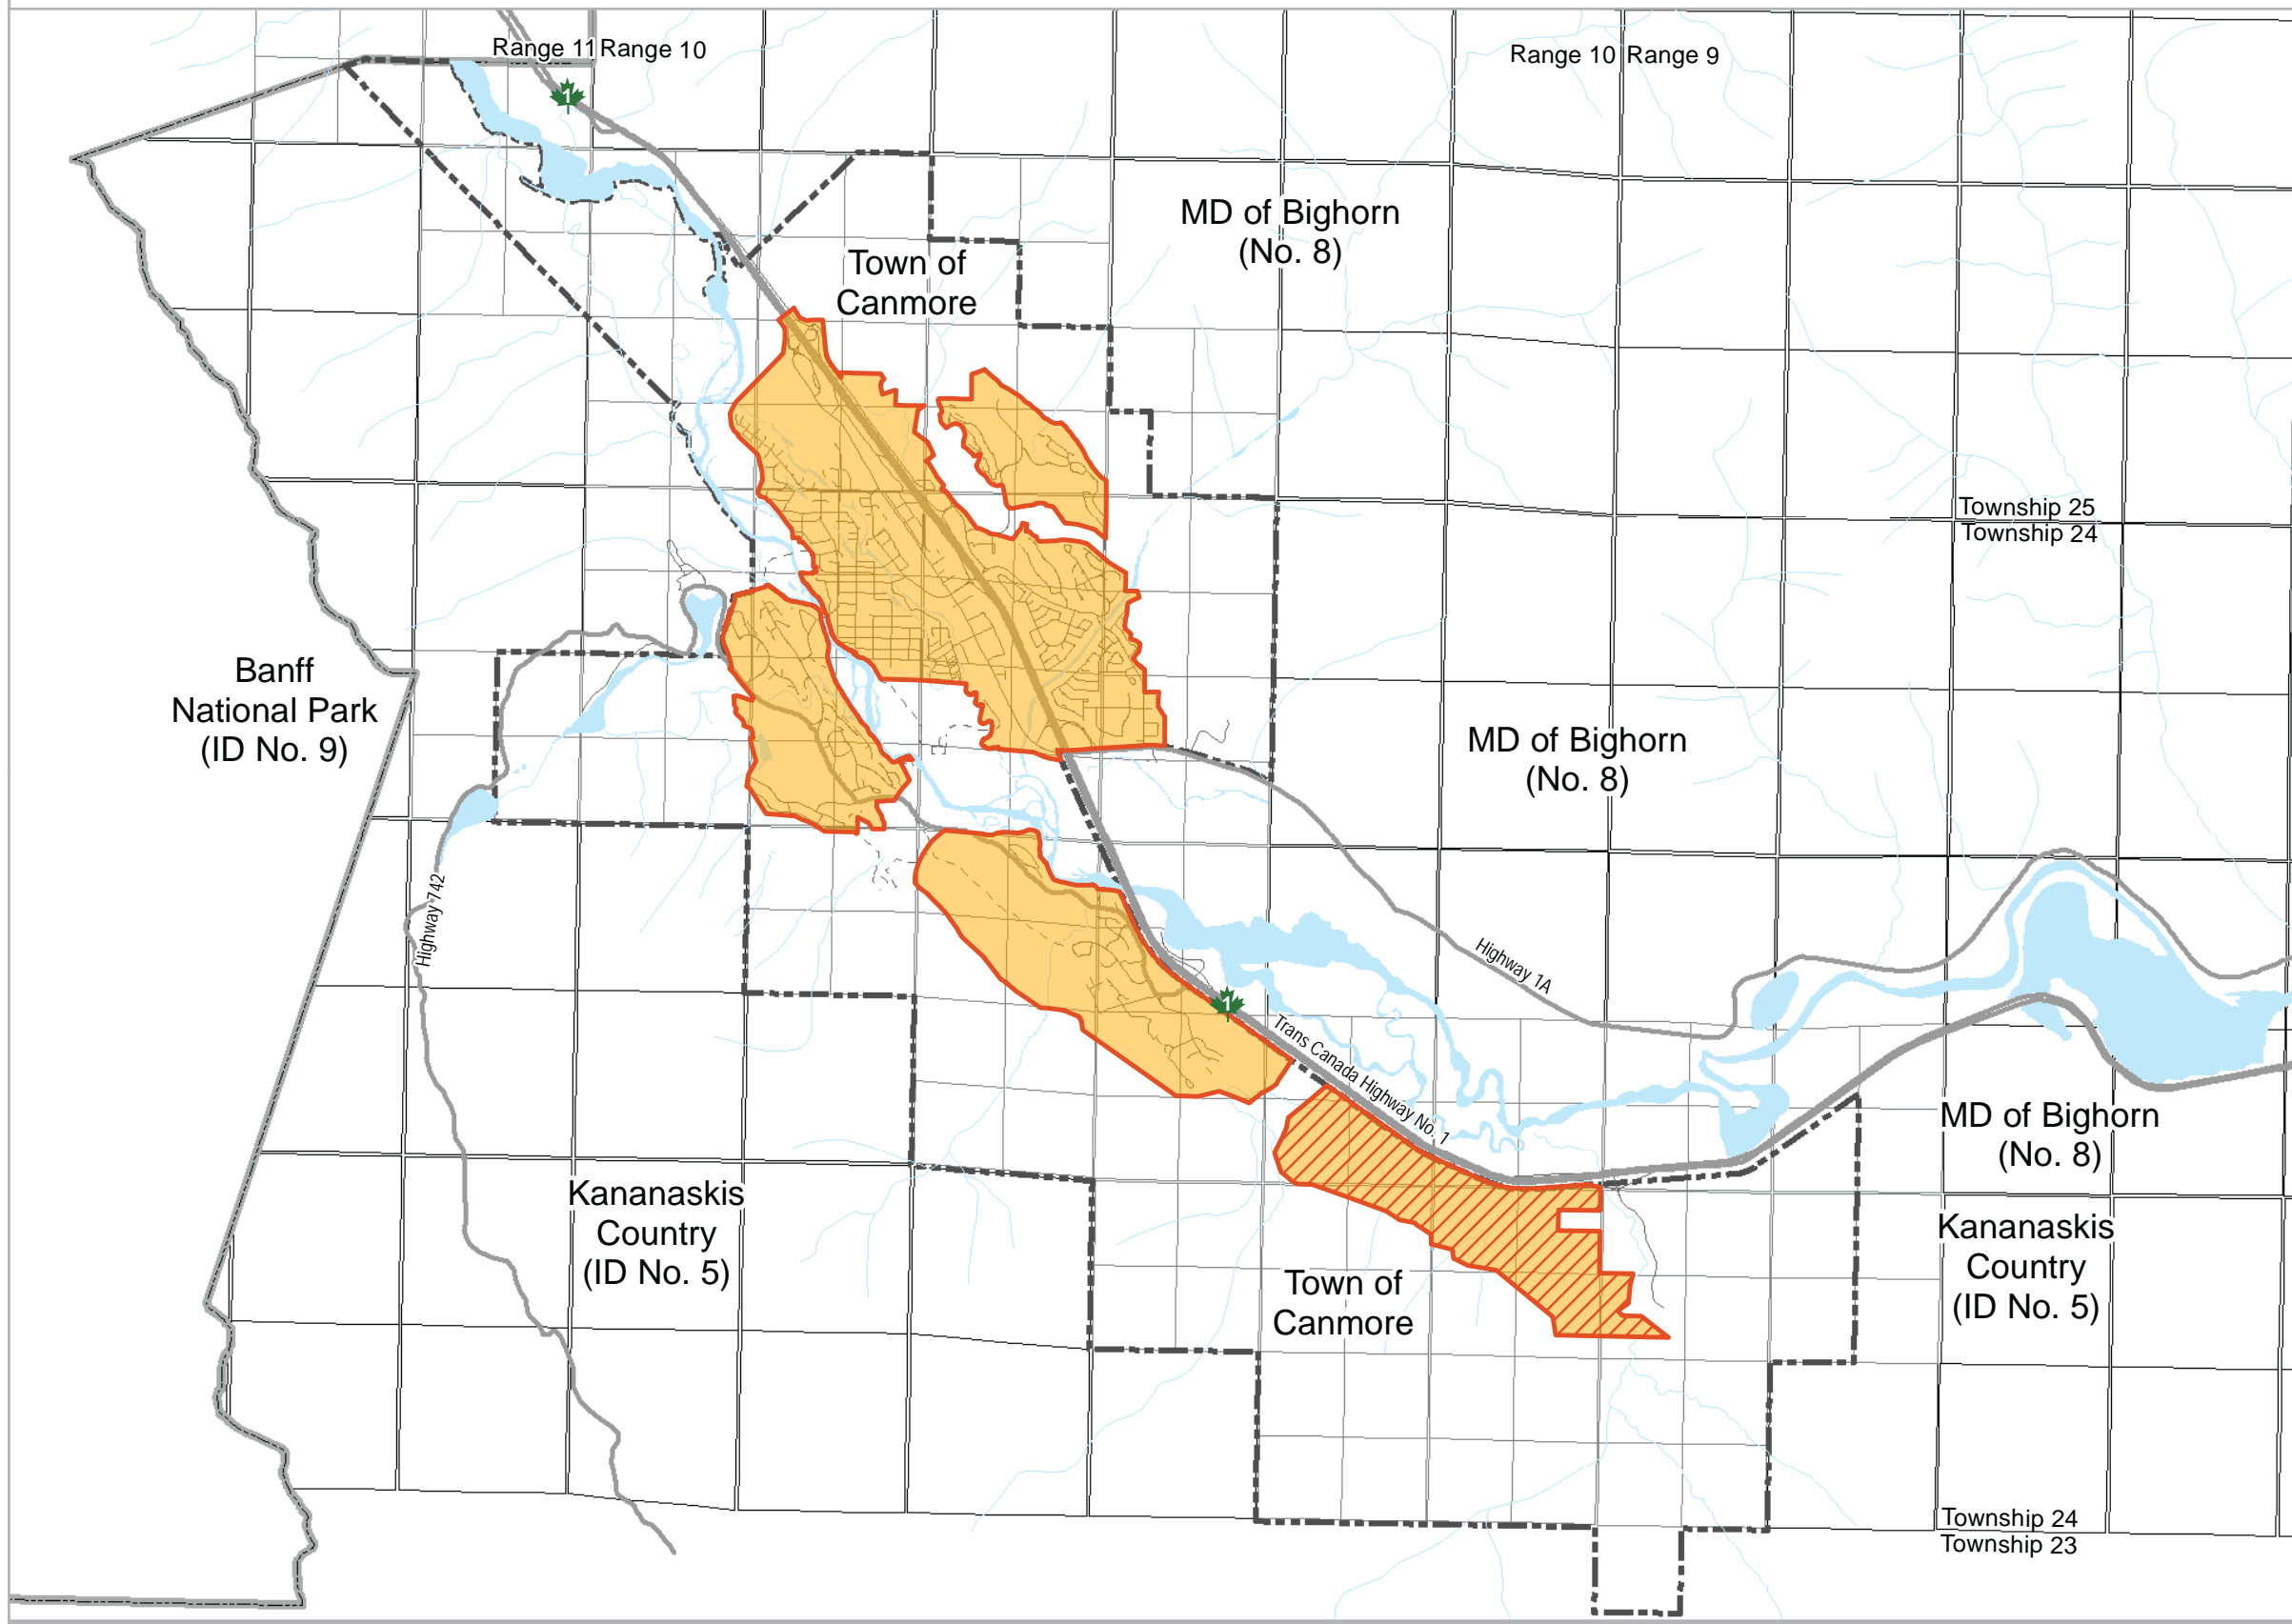 Range 11 Range 10
Range 10 Range 9
1
MD of Bighorn
(No. 8)
Town of
Canmore
Township 25
Township 24
Banff
National Park
(ID No. 9)
MD of Bighorn
(No. 8)
Highway 742
Highway 1A
1
Trans Canada Highway No. 1
MD of Bighorn
(No. 8)
Kananaskis
Country
(ID No. 5)
Kananaskis
Country
(ID No. 5)
Town of
Canmore
Township 24
Township 23